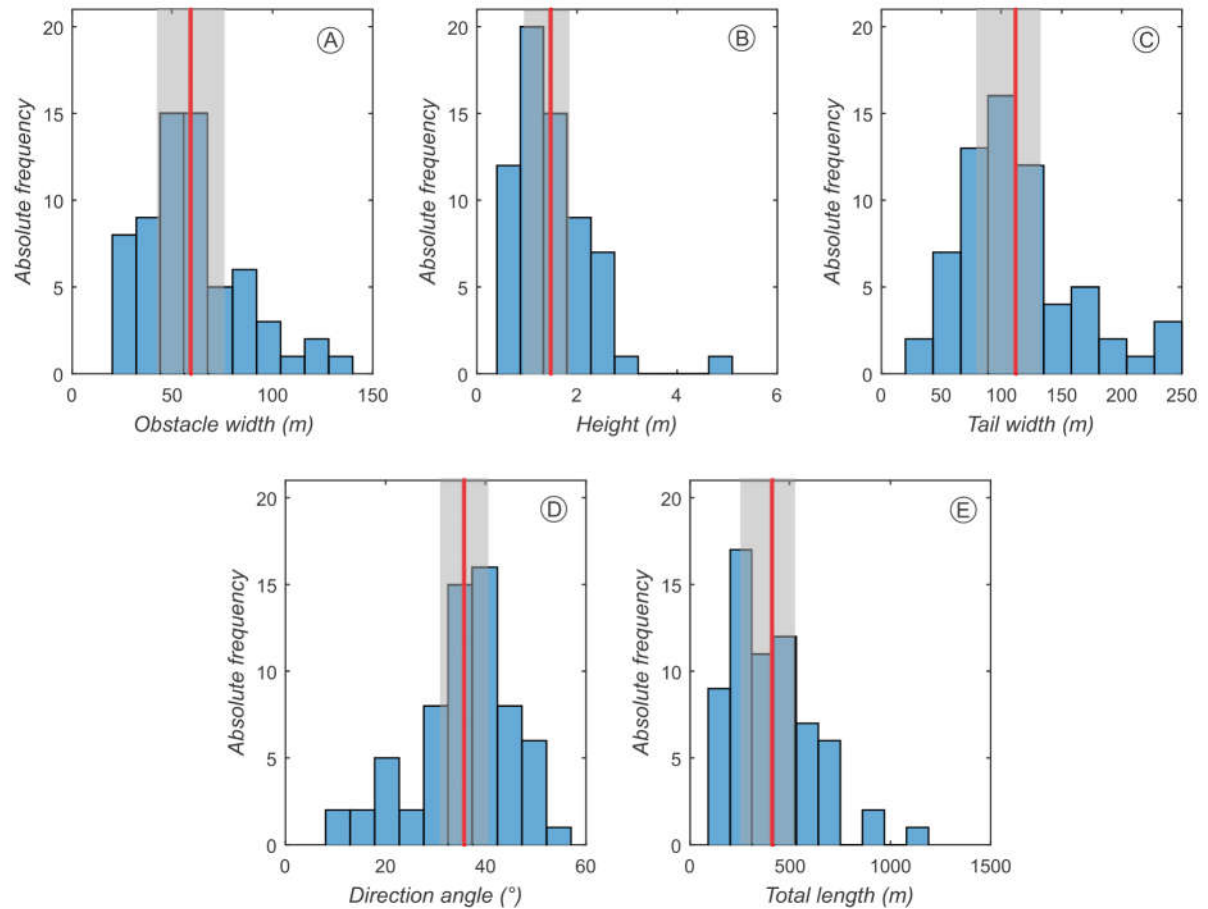 20
15
10
5
0
Absolute frequency
A
0 50 100 150
Obstacle width (m)
20
15
10
5
0
Absolute frequency
B
0 2 4 6
Height (m)
20
15
10
5
0
Absolute frequency
C
0 50 100 150 200 250
Tail width (m)
20
15
10
5
0
Absolute frequency
D
0 20 40 60
Direction angle (°)
20
15
10
5
0
Absolute frequency
E
0 500 1000 1500
Total length (m)